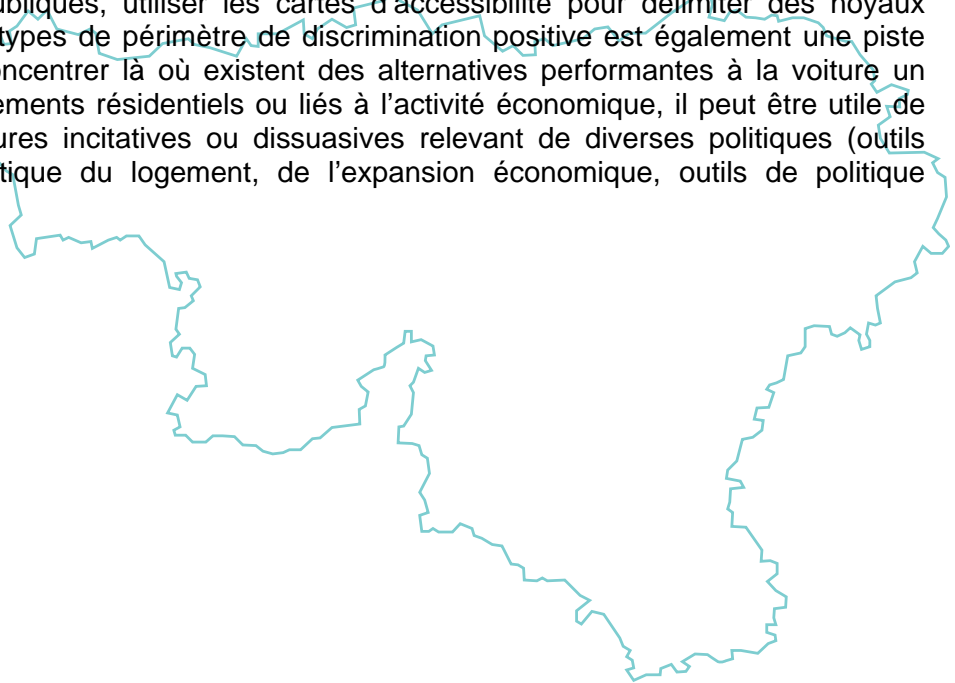 ubliques, utiliser les cartes d'accessibilité pour délimiter des noyaux
types de périmètre de discrimination positive est également une piste
oncentrer là où existent des alternatives performantes à la voiture un
ements résidentiels ou liés à l'activité économique, il peut être utile de
ures incitatives ou dissuasives relevant de diverses politiques (outils
tique du logement, de l'expansion économique, outils de politique